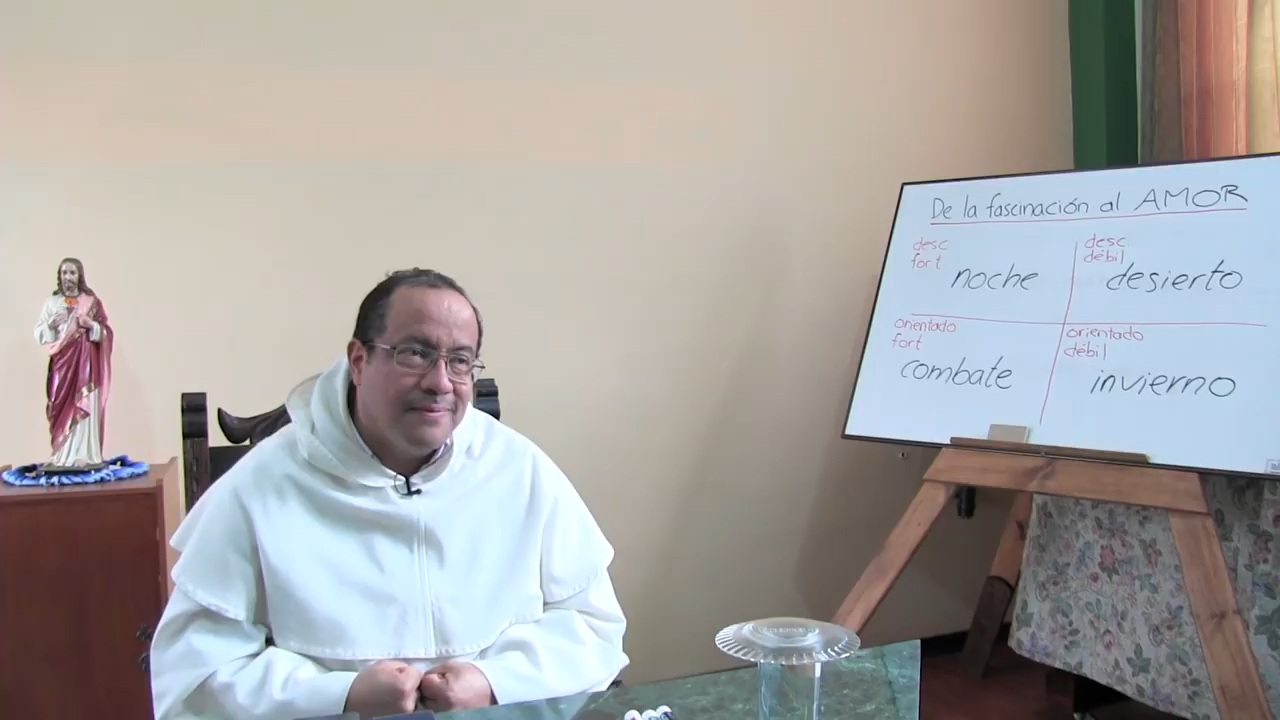 De la fascinación al AMOR
desc
fort
noche
desc
débil
desierto
orientado
fort
combate
orientado
débil
invierno